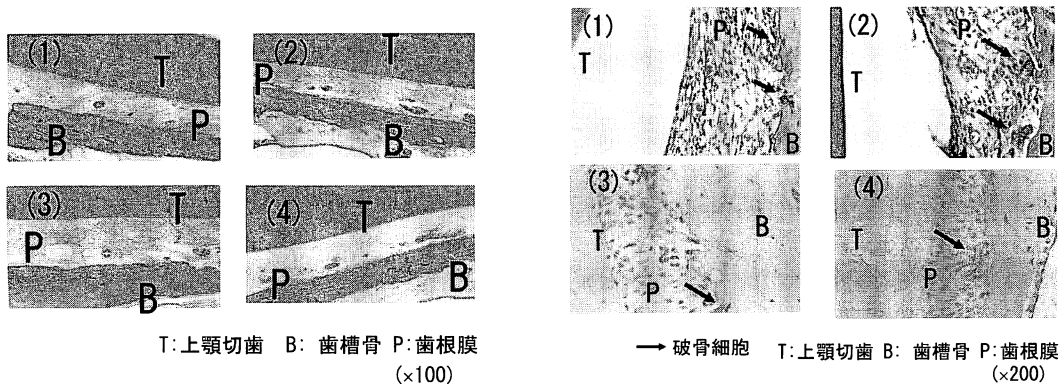 (1) T P B
(2) P T B
(3) T P B
(4) T P B
T:上顎切歯 B: 歯槽骨 P:歯根膜
(×100)
(1) P T B
(2) P T B
(3) T B P
(4) T B P
→ 破骨細胞 T:上顎切歯 B: 歯槽骨 P:歯根膜
(×200)